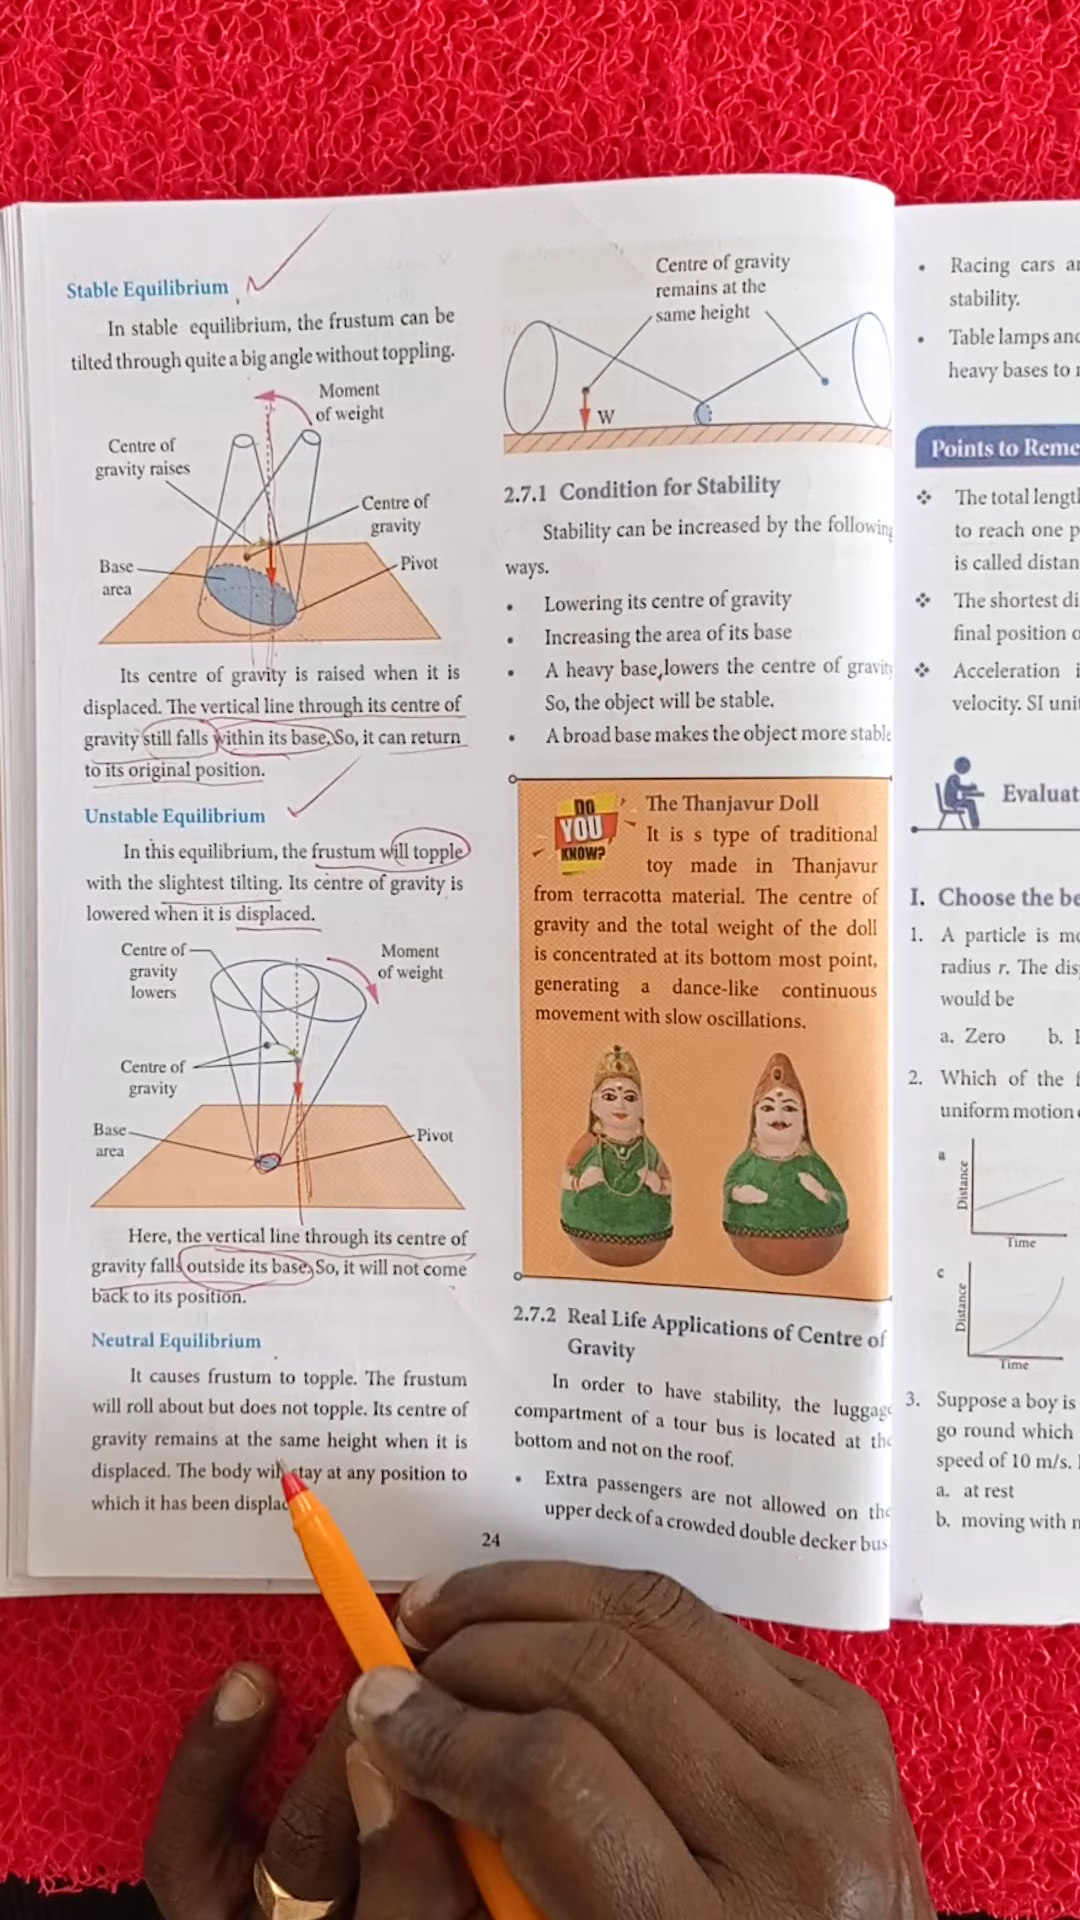 Stable Equilibrium
In stable equilibrium, the frustum can be
tilted through quite a big angle without toppling.
Moment
of weight
Centre of
gravity raises
Centre of
gravity
Base
area
Pivot
Its centre of gravity is raised when it is
displaced. The vertical line through its centre of
gravity still falls within its base. So, it can return
to its original position.
Unstable Equilibrium
In this equilibrium, the frustum will topple
with the slightest tilting. Its centre of gravity is
lowered when it is displaced.
Centre of
gravity
lowers
Moment
of weight
Centre of
gravity
Base
area
Pivot
Here, the vertical line through its centre of
gravity falls outside its base. So, it will not come
back to its position.
Neutral Equilibrium
It causes frustum to topple. The frustum
will roll about but does not topple. Its centre of
gravity remains at the same height when it is
displaced. The body will stay at any position to
which it has been
24
Centre of gravity
remains at the
same height
W
2.7.1 Condition for Stability
Stability can be increased by the following
ways.
• Lowering its centre of gravity
• Increasing the area of its base
• A heavy base, lowers the centre of gravity
So, the object will be stable.
• A broad base makes the object more stable
DO
YOU
KNOW?
The Thanjavur Doll
It is s type of traditional
toy made in Thanjavur
from terracotta material. The centre of
gravity and the total weight of the doll
is concentrated at its bottom most point,
generating a dance-like continuous
movement with slow oscillations.
2.7.2 Real Life Applications of Centre of
Gravity
In order to have stability, the luggage
compartment of a tour bus is located at the
bottom and not on the roof.
• Extra passengers are not allowed on the
upper deck of a crowded double decker bus
• Racing cars
stability.
• Table lamps
heavy bases to
Points to
❖ The total
to reach one
is called
❖ The shortest
final position
❖ Acceleration
velocity. SI
I. Choose the
1. A particle is
radius r. The
would be
a. Zero b.
2. Which of the
uniform motion
a
Distance
Time
c
Distance
Time
3. Suppose a boy is
go round which
speed of 10 m/s.
a. at rest
b. moving with